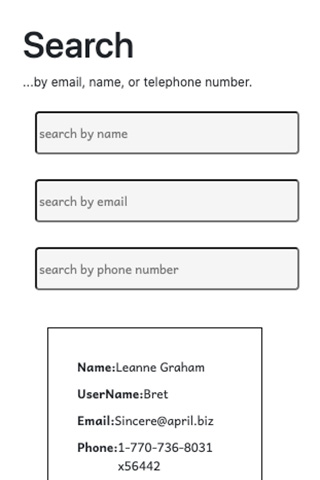 Search
...by email, name, or telephone number.
search by name
search by email
search by phone number
Name:Leanne Graham
UserName:Bret
Email:Sincere@april.biz
Phone:1-770-736-8031
x56442